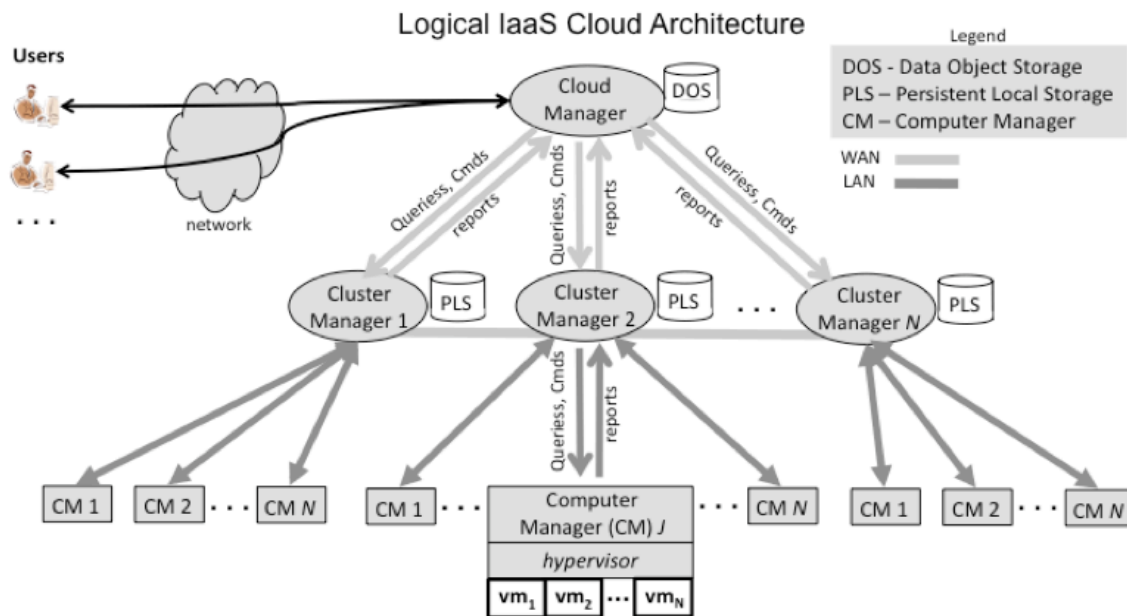 Logical IaaS Cloud Architecture
Users
. . .
network
Cloud
Manager
DOS
Legend
DOS - Data Object Storage
PLS – Persistent Local Storage
CM – Computer Manager
WAN
LAN
Queriess, Cmds
reports
Queriess, Cmds
reports
Queriess, Cmds
reports
Cluster
Manager 1
PLS
Cluster
Manager 2
PLS
. . .
Cluster
Manager N
PLS
Queriess, Cmds
reports
CM 1
CM 2
. . .
CM N
CM 1
. . .
Computer
Manager (CM) J
hypervisor
vm₁
vm₂
...
vm_N
. . .
CM N
CM 1
CM 2
. . .
CM N